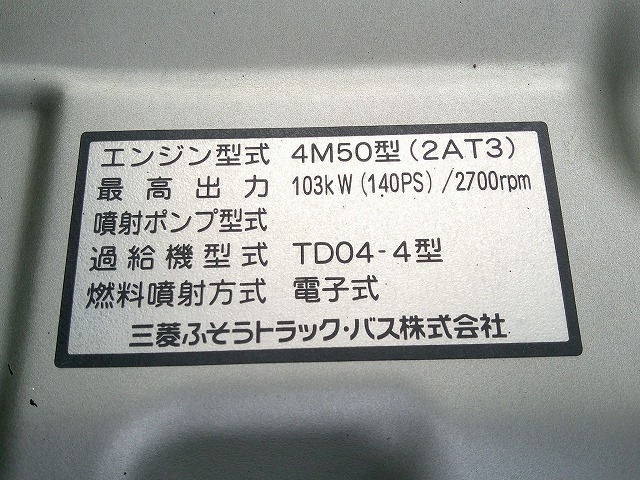 エンジン型式 4M50型(2AT3)
最高出力 103kW(140PS)/2700rpm
噴射ポンプ型式
過給機型式 TD04-4型
燃料噴射方式 電子式
三菱ふそうトラック・バス株式会社